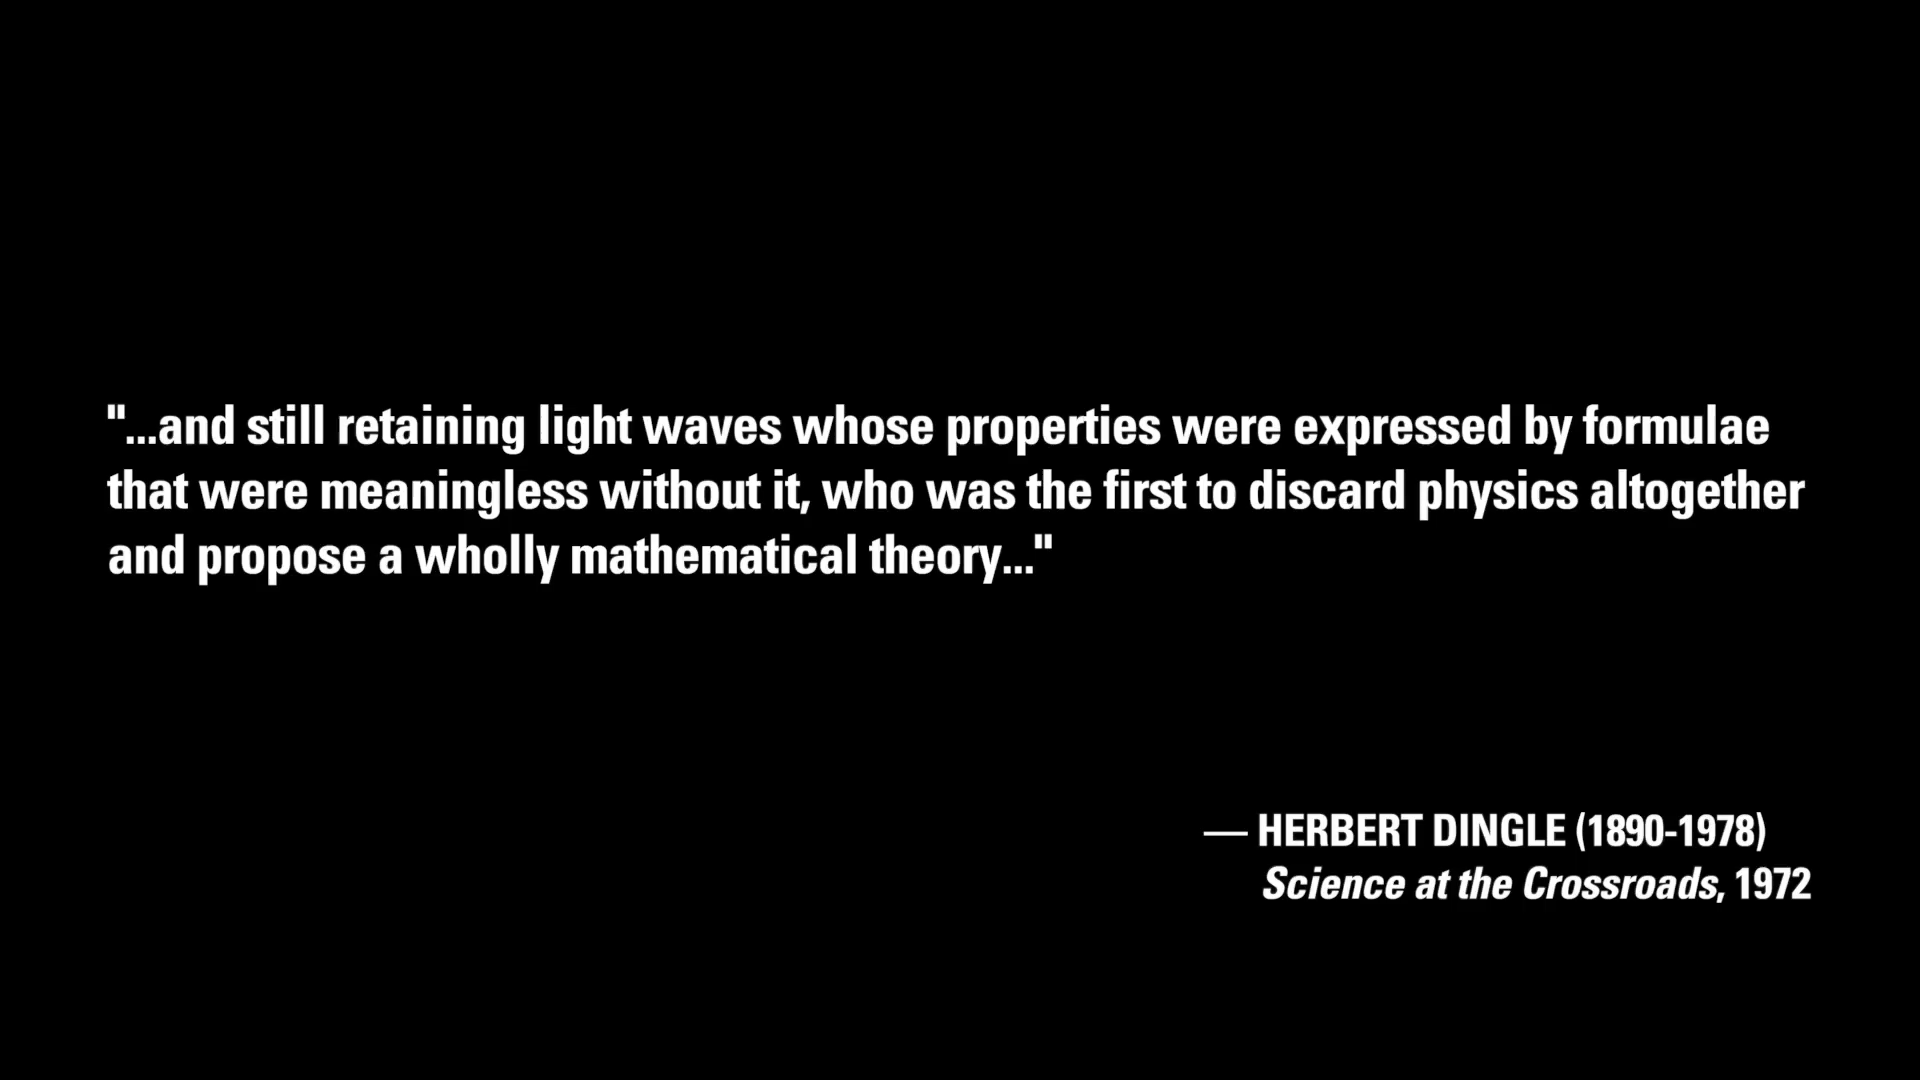 "...and still retaining light waves whose properties were expressed by formulae
that were meaningless without it, who was the first to discard physics altogether
and propose a wholly mathematical theory..."
— HERBERT DINGLE (1890-1978)
Science at the Crossroads, 1972